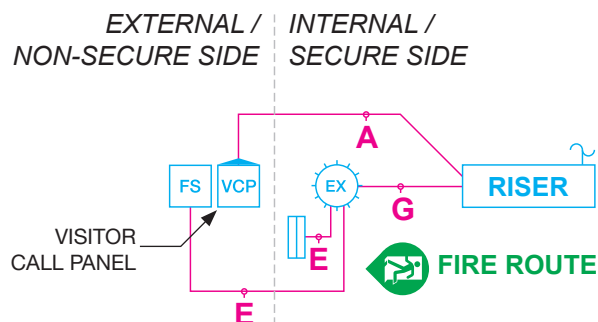 EXTERNAL /
NON-SECURE SIDE
INTERNAL /
SECURE SIDE
A
FS
VCP
EX
G
RISER
VISITOR
CALL PANEL
E
FIRE ROUTE
E